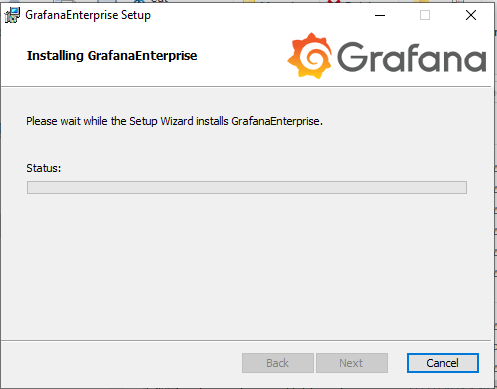 GrafanaEnterprise Setup
Installing GrafanaEnterprise
Grafana
Please wait while the Setup Wizard installs GrafanaEnterprise.
Status:
Back
Next
Cancel